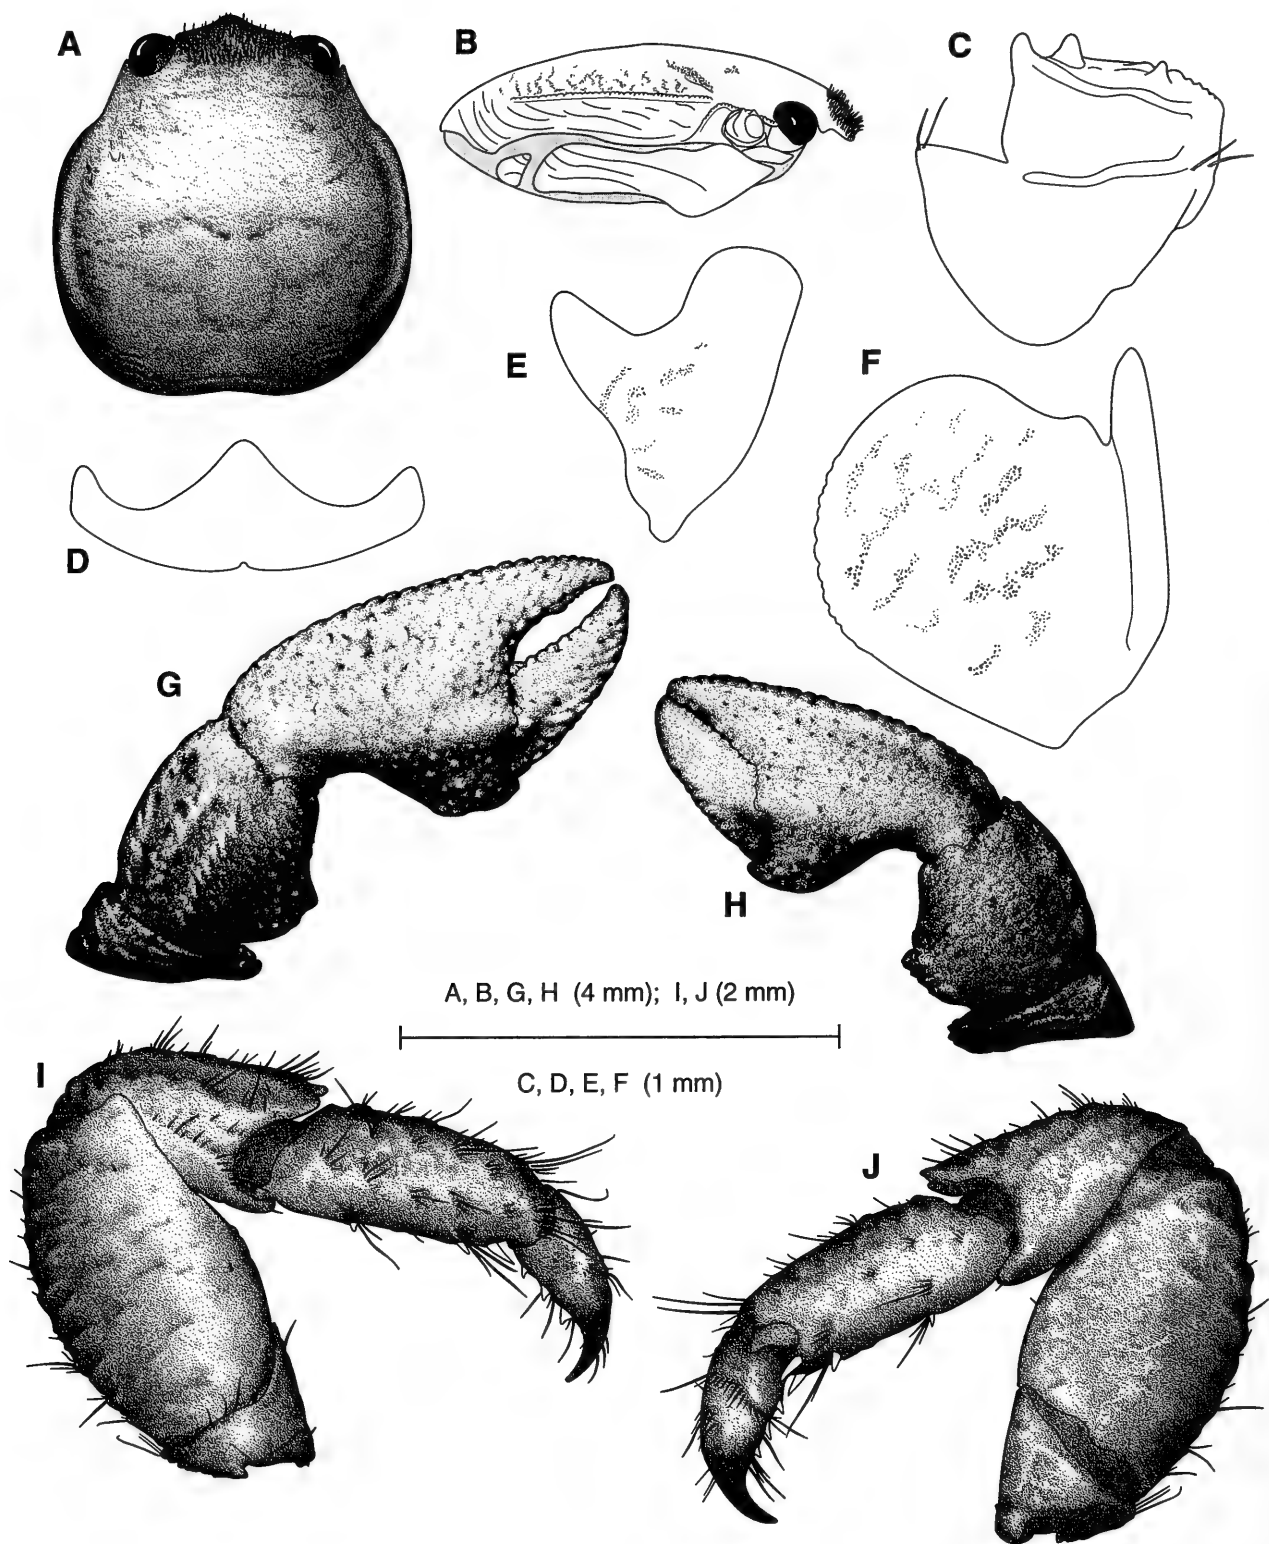 A
B
C
D
E
F
G
H
A, B, G, H (4 mm); I, J (2 mm)
C, D, E, F (1 mm)
I
J